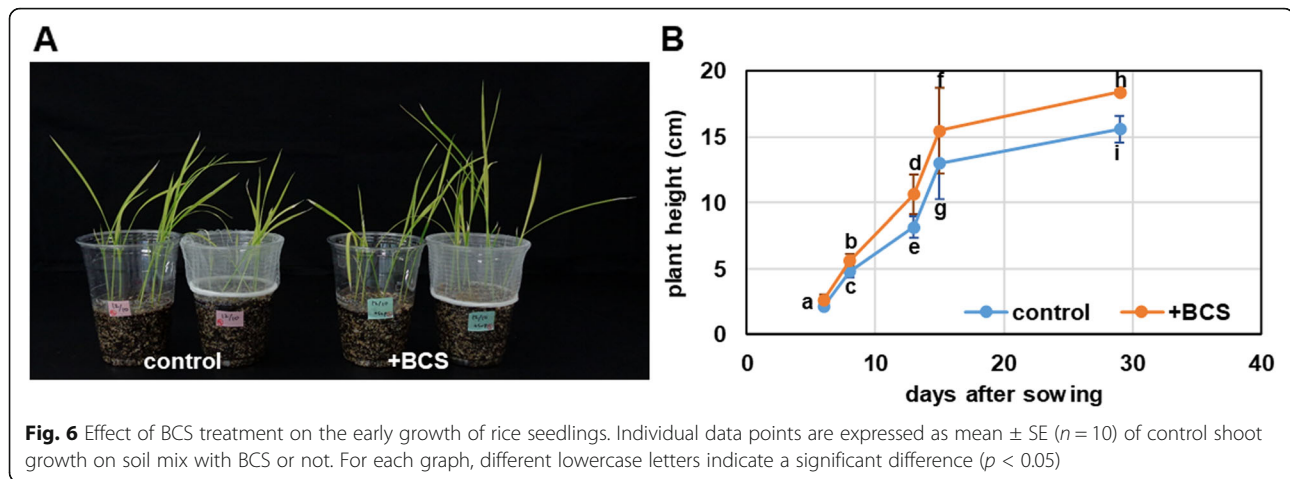 A
control
+BCS
B
plant height (cm)
20
15
10
5
0
a
b
c
d
e
f
g
h
i
control
+BCS
0 10 20 30 40
days after sowing
Fig. 6 Effect of BCS treatment on the early growth of rice seedlings. Individual data points are expressed as mean ± SE (n = 10) of control shoot
growth on soil mix with BCS or not. For each graph, different lowercase letters indicate a significant difference (p < 0.05)